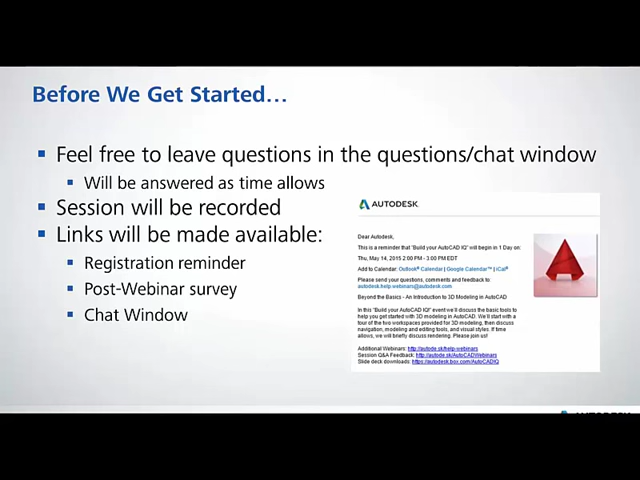 Before We Get Started…
Feel free to leave questions in the questions/chat window
Will be answered as time allows
Session will be recorded
Links will be made available:
Registration reminder
Post-Webinar survey
Chat Window
AUTODESK
Dear Autodesk,
This is a reminder that "Build your AutoCAD IQ" will begin in 1 Day on:
Thu, May 14, 2015 2:00 PM - 3:00 PM EDT
Add to Calendar: Outlook® Calendar | Google Calendar™ | iCal®
Please send your questions, comments and feedback to:
autodesk.help.webinars@autodesk.com
Beyond the Basics - An Introduction to 3D Modeling in AutoCAD
In this "Build your AutoCAD IQ!" event we'll discuss the basic tools to
help you get started with 3D modeling in AutoCAD. We'll start with a
tour of the two workspaces provided for 3D modeling, then discuss
navigation, modeling and editing tools, and visual styles. If time
allows, we will briefly discuss rendering. Please join us!
Additional Webinars: http://autode.sk/help-webinars
Session Q&A Feedback: http://autode.sk/AutoCADWebinars
Slide deck downloads: https://autodesk.box.com/AutoCADIQ
AUTODESK